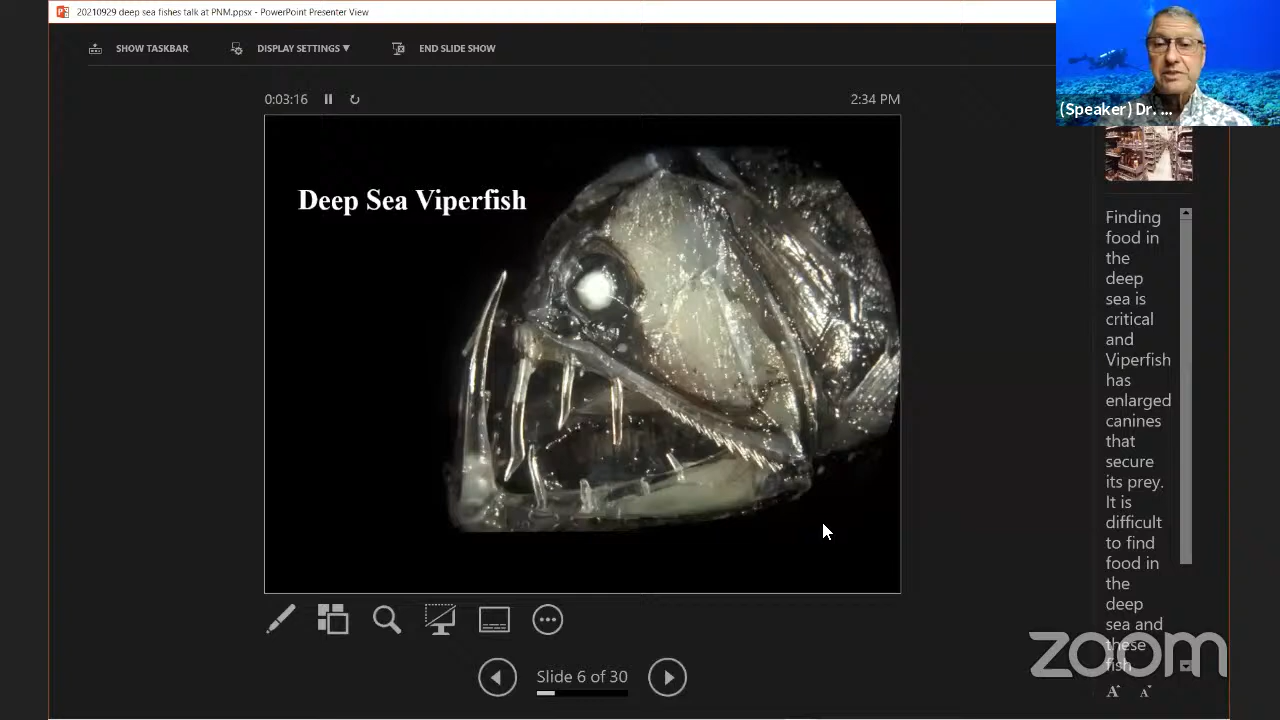 20210929 deep sea fishes talk at PNM.ppsx - PowerPoint Presenter View
SHOW TASKBAR
DISPLAY SETTINGS ▼
END SLIDE SHOW
(Speaker) Dr. ...
0:03:16
2:34 PM
Deep Sea Viperfish
Finding
food in
the
deep
sea is
critical
and
Viperfish
has
enlarged
canines
that
secure
its prey.
It is
difficult
to find
food in
the
deep
sea and
these
fish
zoom
Slide 6 of 30
A A